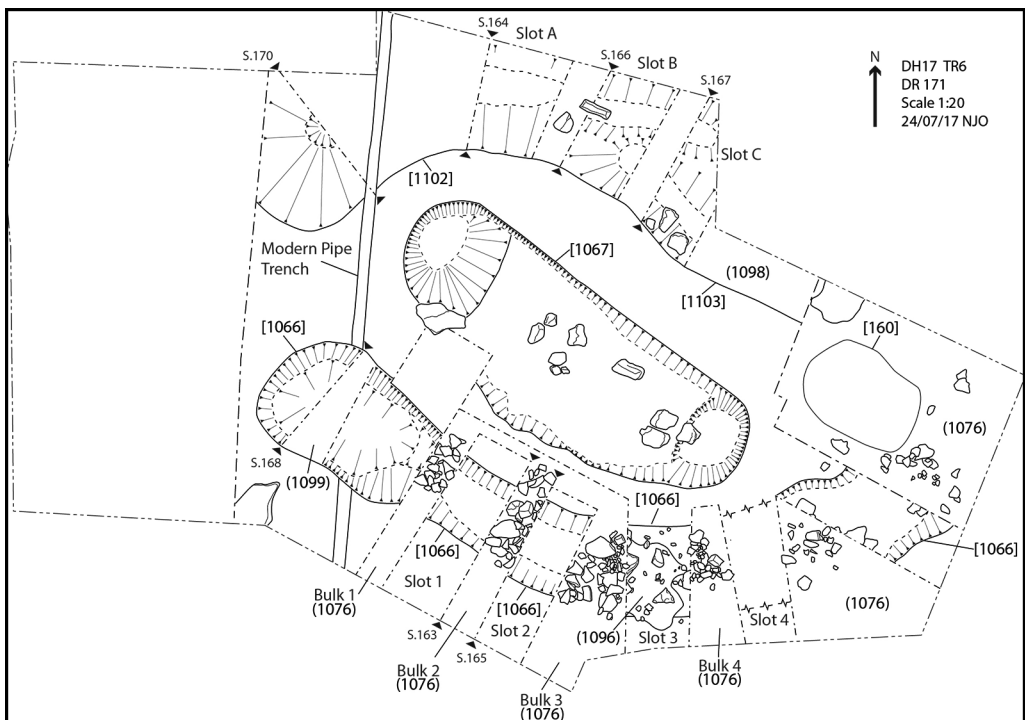 S.164
Slot A
S.170
S.166
Slot B
S.167
N
DH17 TR6
DR 171
Scale 1:20
24/07/17 NJO
Slot C
[1102]
Modern Pipe
Trench
[1067]
(1098)
[1103]
[1066]
[160]
(1076)
S.168
(1099)
[1066]
[1066]
[1066]
Slot 1
Bulk 1
(1076)
[1066]
(1076)
S.163
Slot 2
(1096)
Slot 3
Slot 4
S.165
Bulk 2
(1076)
Bulk 4
(1076)
Bulk 3
(1076)